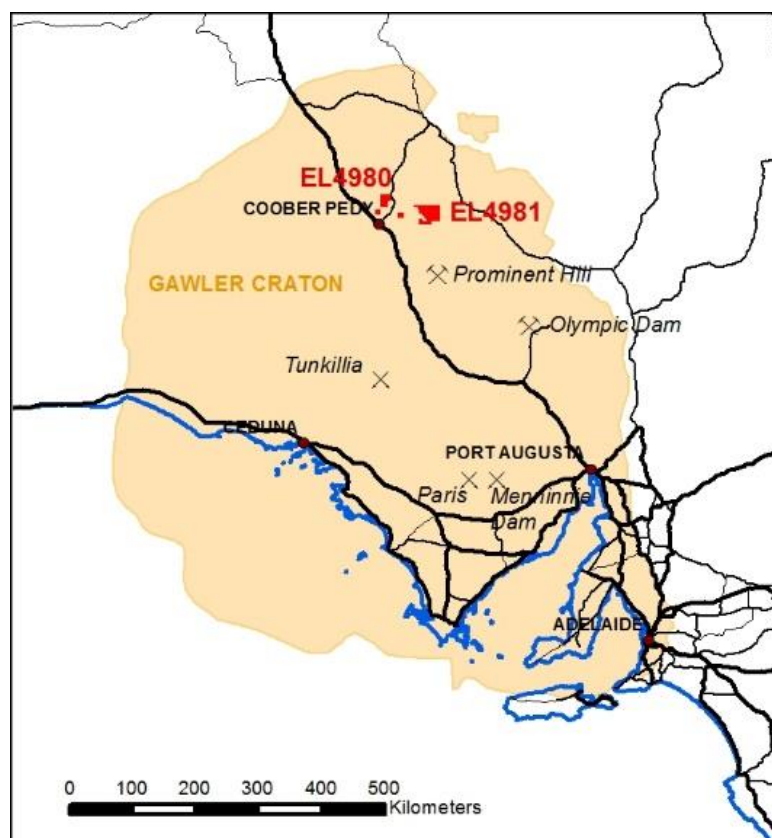 EL4980
COOBER PEDY
EL4981
Prominent Hill
GAWLER CRATON
Olympic Dam
Tunkillia
CEDUNA
PORT AUGUSTA
Paris
Menninnie
Dam
ADELAIDE
0 100 200 300 400 500
Kilometers